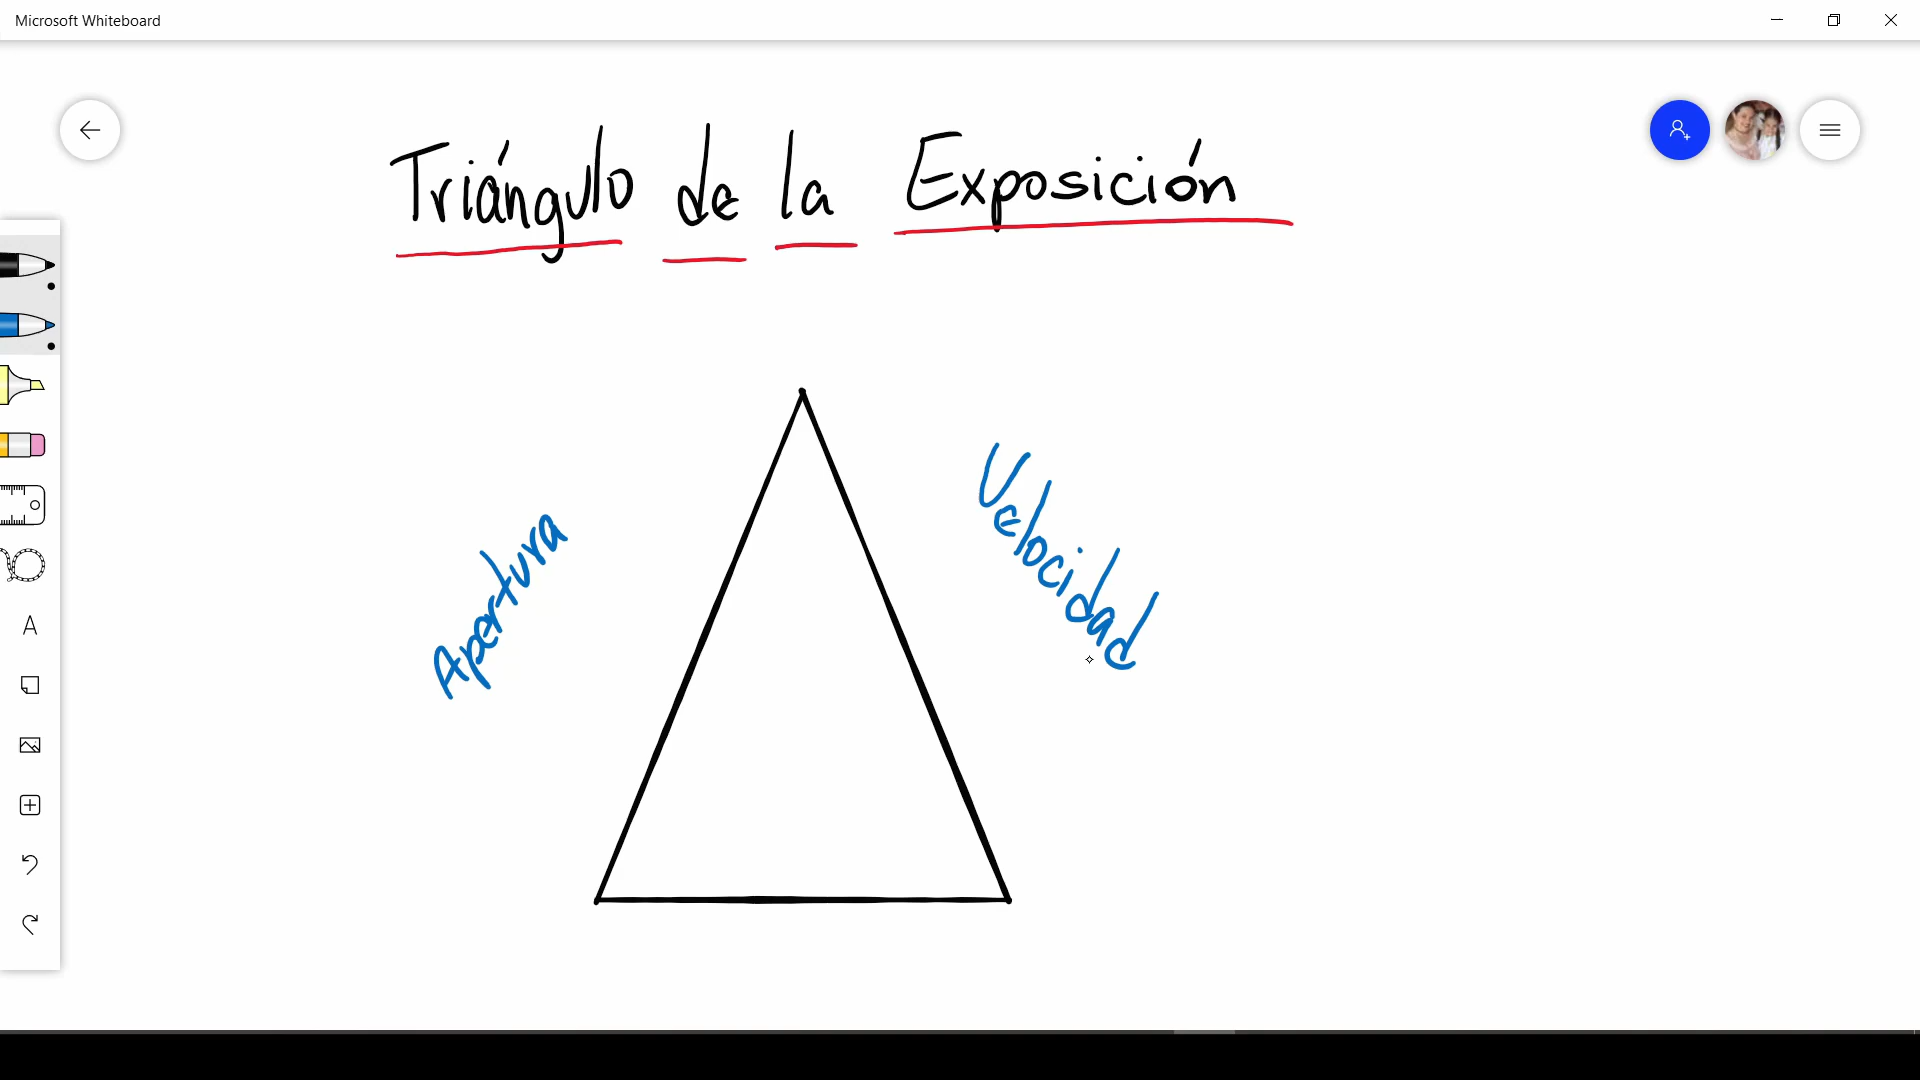 Microsoft Whiteboard
Triángulo de la Exposición
Apertura
Velocidad
A